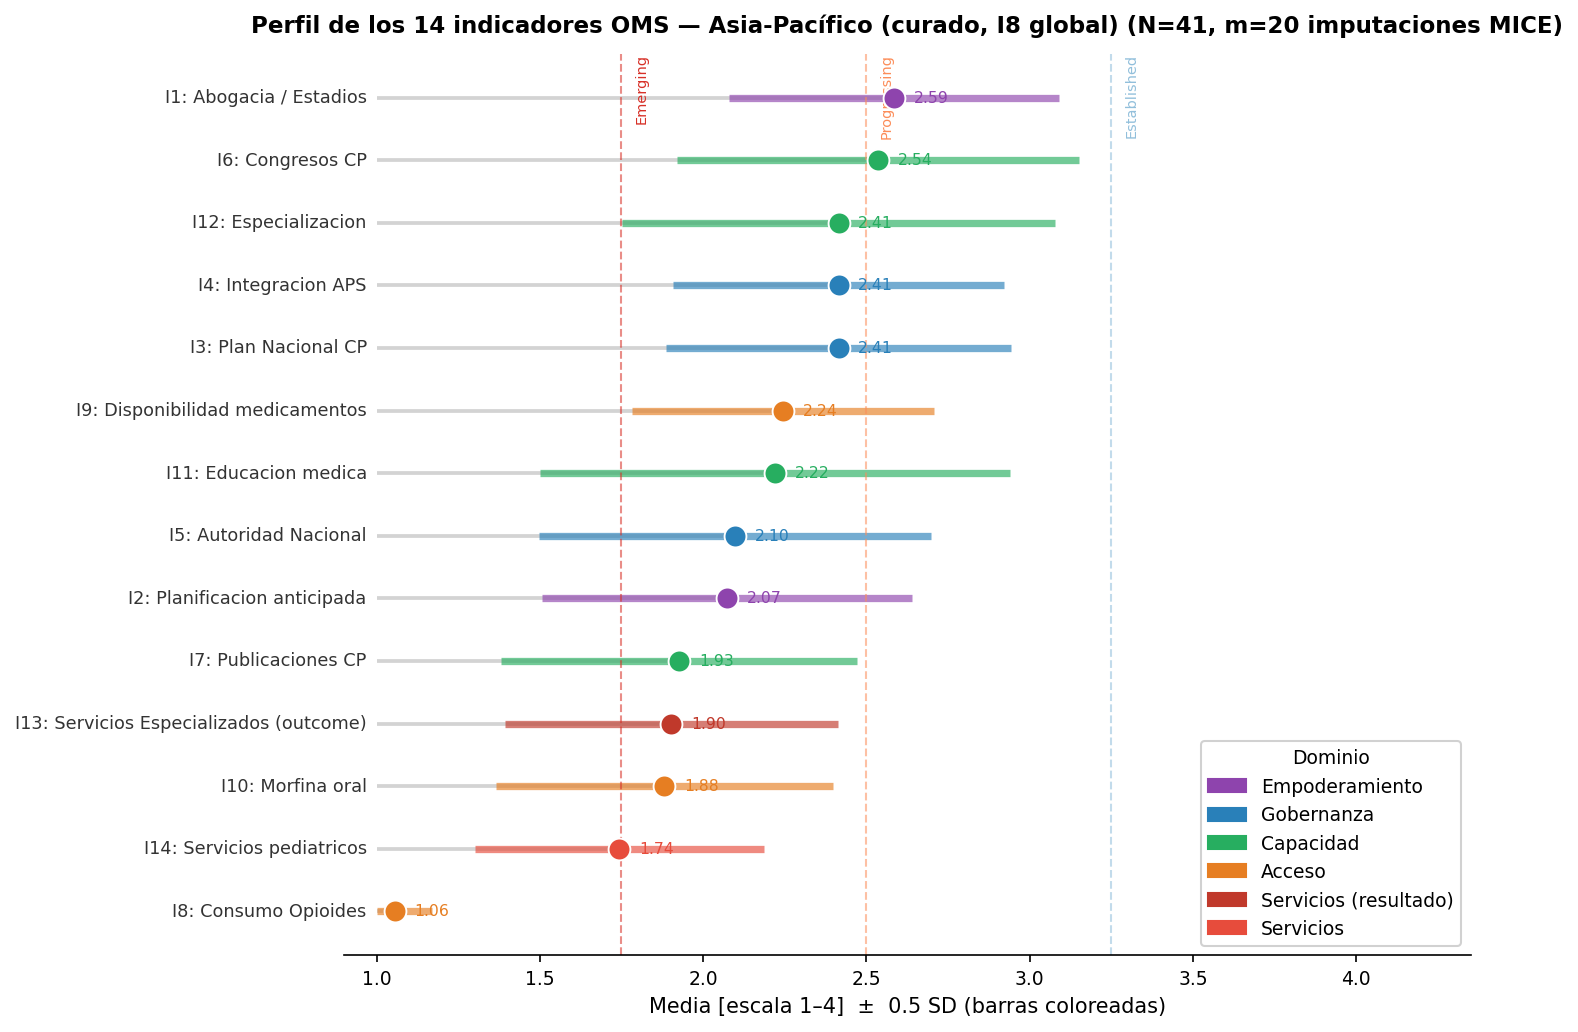 Perfil de los 14 indicadores OMS — Asia-Pacífico (curado, I8 global) (N=41, m=20 imputaciones MICE)
Emerging
Progressing
Established
I1: Abogacia / Estadios
2.59
I6: Congresos CP
2.54
I12: Especializacion
2.41
I4: Integracion APS
2.41
I3: Plan Nacional CP
2.41
I9: Disponibilidad medicamentos
2.24
I11: Educacion medica
2.22
I5: Autoridad Nacional
2.10
I2: Planificacion anticipada
2.07
I7: Publicaciones CP
1.93
I13: Servicios Especializados (outcome)
1.90
I10: Morfina oral
1.88
I14: Servicios pediatricos
1.74
I8: Consumo Opioides
1.06
Dominio
Empoderamiento
Gobernanza
Capacidad
Acceso
Servicios (resultado)
Servicios
1.0 1.5 2.0 2.5 3.0 3.5 4.0
Media [escala 1–4] ± 0.5 SD (barras coloreadas)